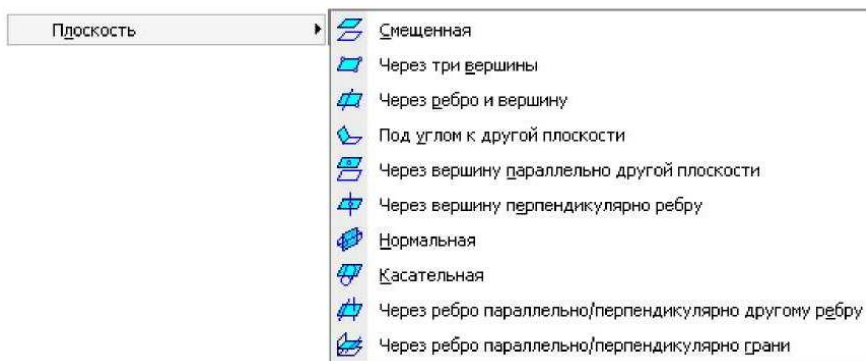 Плоскость
Смещенная
Через три вершины
Через ребро и вершину
Под углом к другой плоскости
Через вершину параллельно другой плоскости
Через вершину перпендикулярно ребру
Нормальная
Касательная
Через ребро параллельно/перпендикулярно другому ребру
Через ребро параллельно/перпендикулярно грани